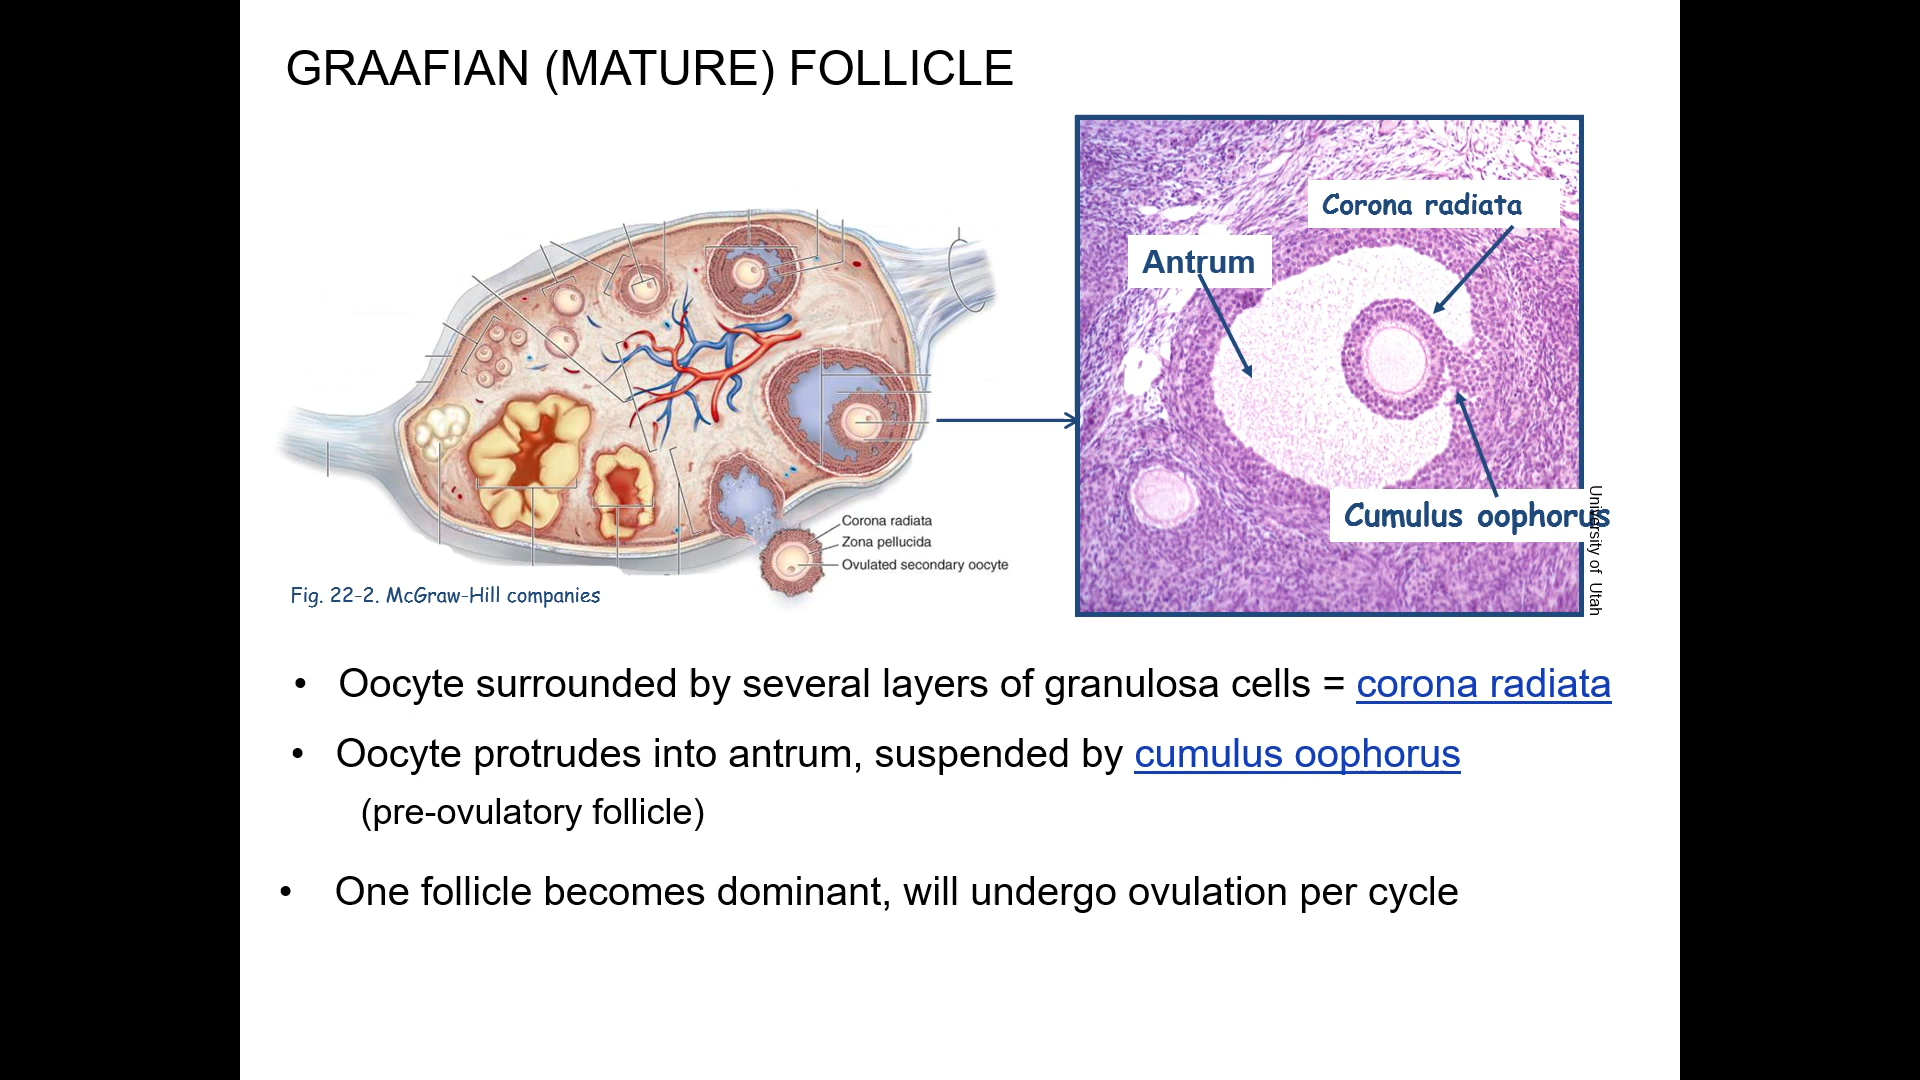 GRAAFIAN (MATURE) FOLLICLE
Corona radiata
Antrum
Cumulus oophorus
University of Utah
Corona radiata
Zona pellucida
Ovulated secondary oocyte
Fig. 22-2. McGraw-Hill companies
• Oocyte surrounded by several layers of granulosa cells = corona radiata
• Oocyte protrudes into antrum, suspended by cumulus oophorus
(pre-ovulatory follicle)
• One follicle becomes dominant, will undergo ovulation per cycle